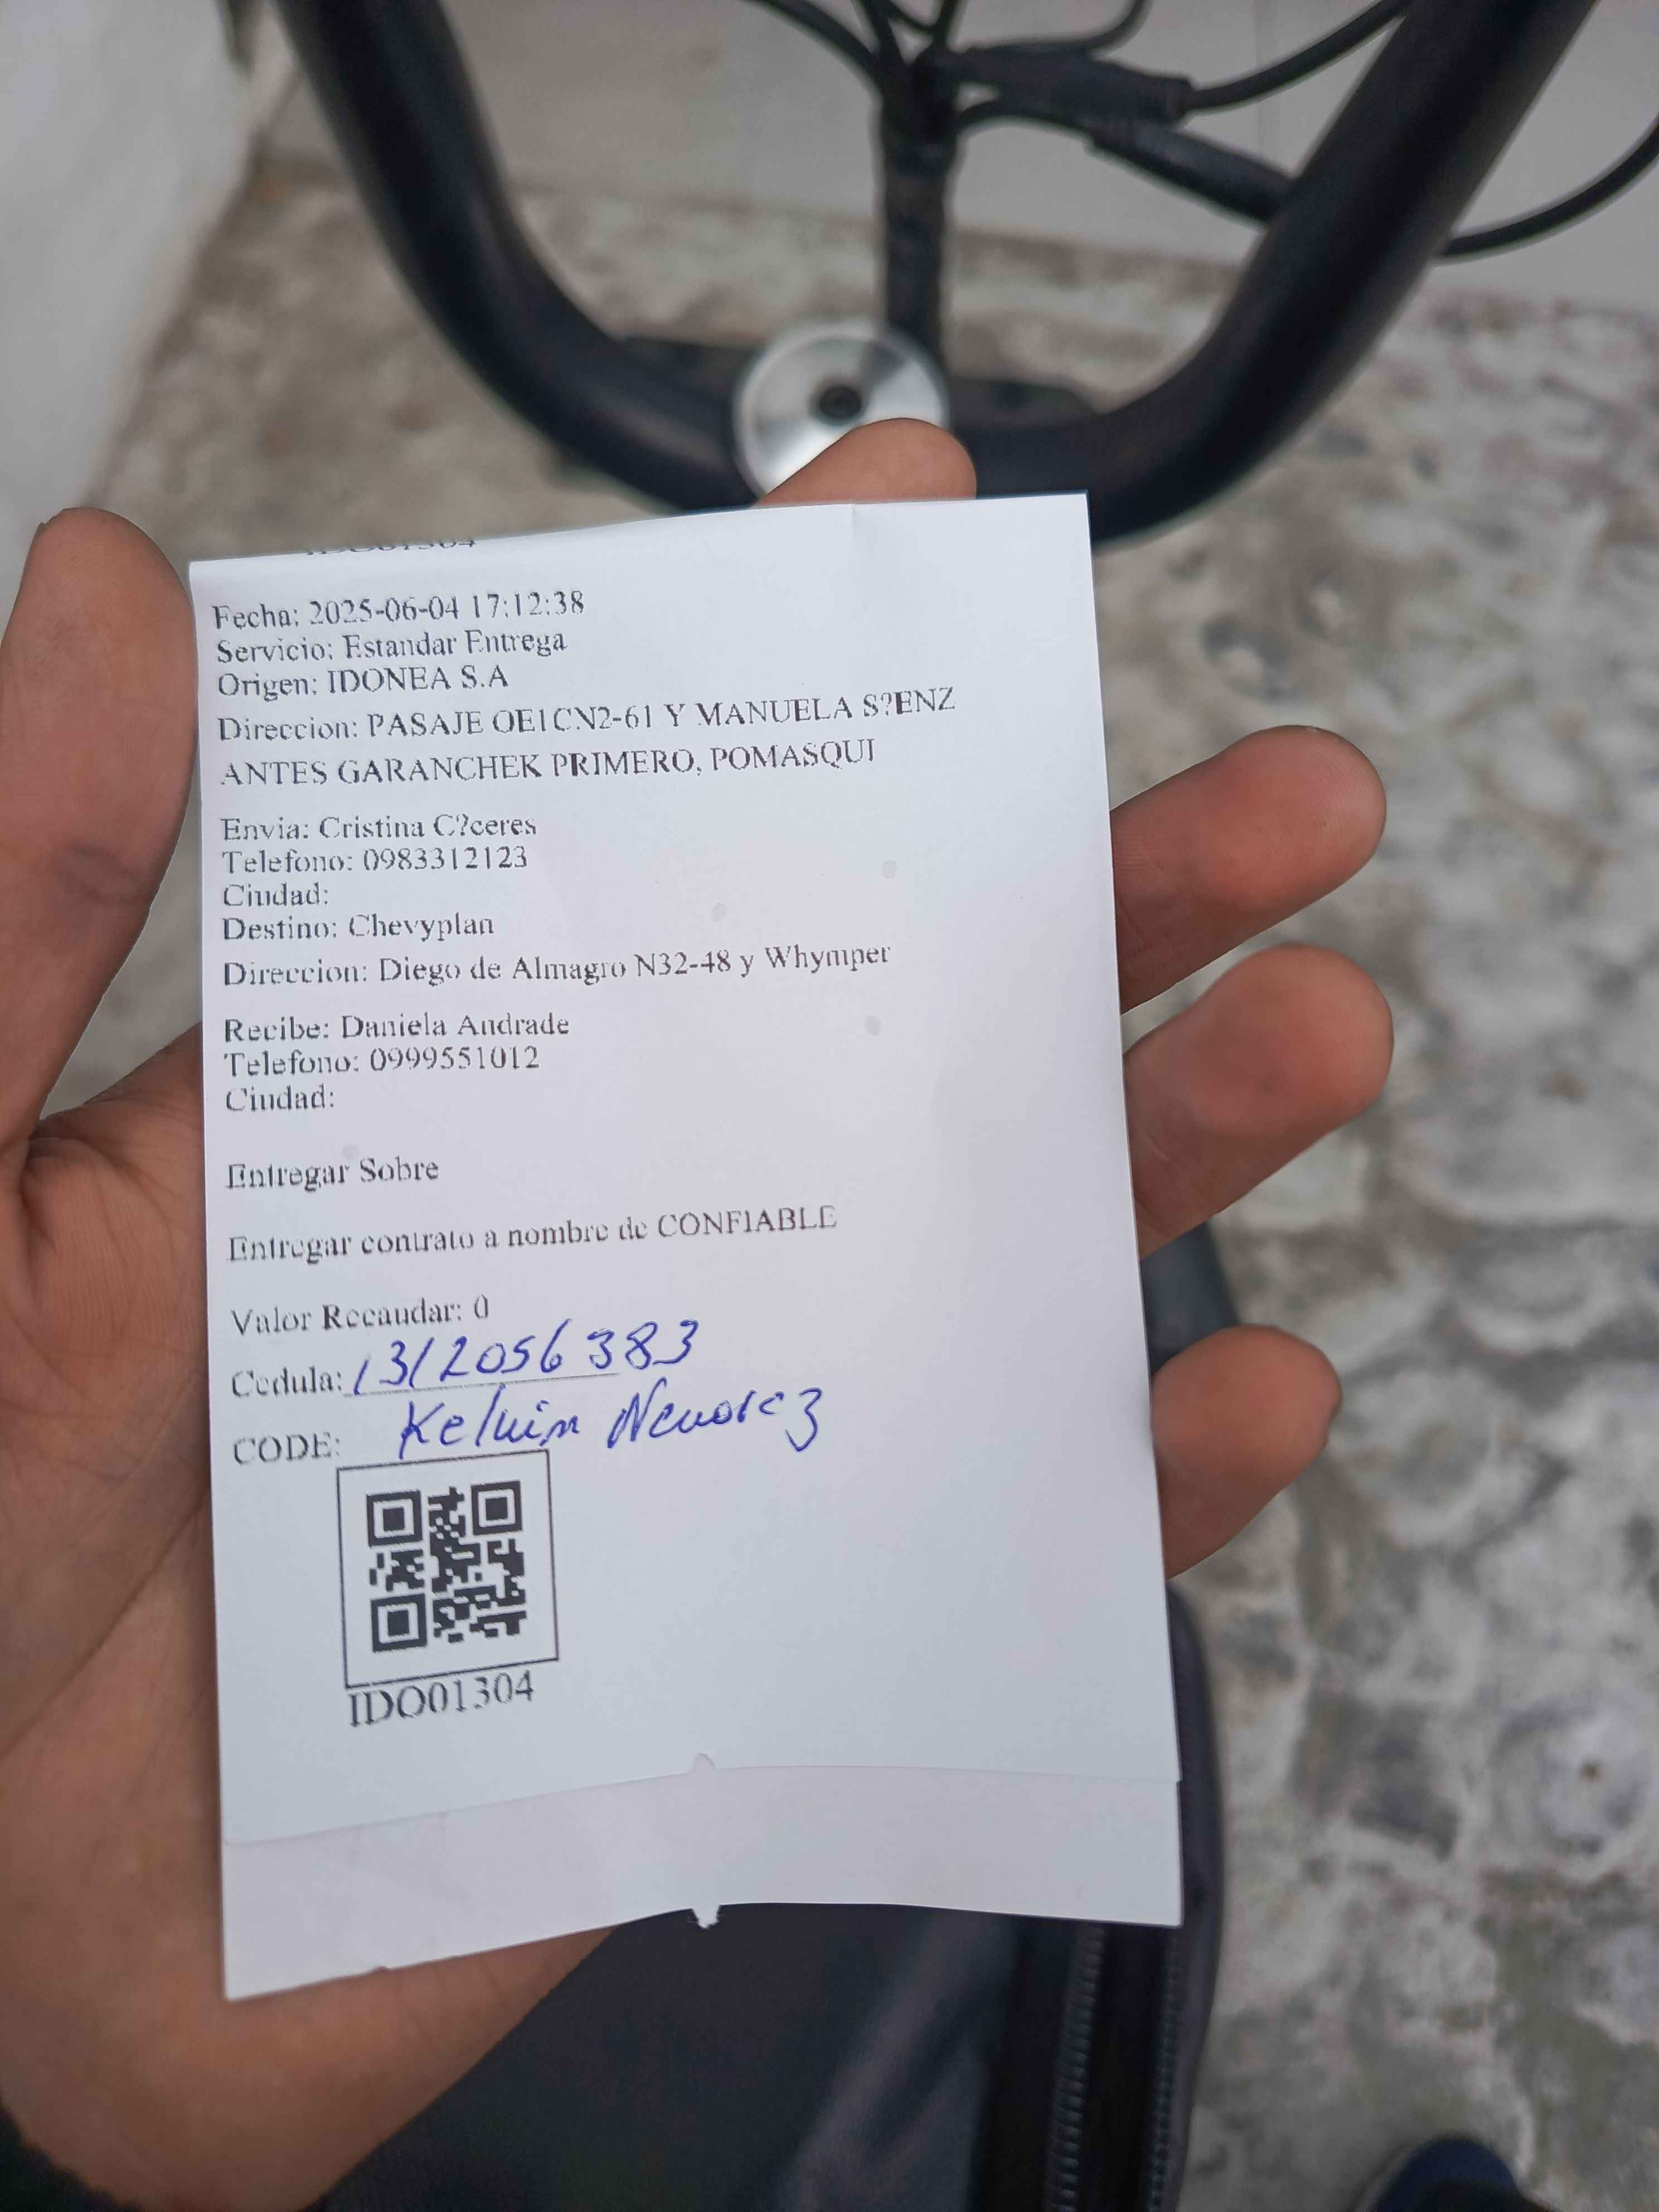 Fecha: 2025-06-04 17:12:38
Servicio: Estandar Entrega
Origen: IDONEA S.A
Direccion: PASAJE OE1CN2-61 Y MANUELA S?ENZ
ANTES GARANCHEK PRIMERO, POMASQUI
Envia: Cristina C?ceres
Telefono: 0983312123
Ciudad:
Destino: Chevyplan
Direccion: Diego de Almagro N32-48 y Whymper
Recibe: Daniela Andrade
Telefono: 0999551012
Ciudad:
Entregar Sobre
Entregar contrato a nombre de CONFIABLE
Valor Recaudar: 0
Cedula: 1312056383
CODE: Kelvin
IDO01304